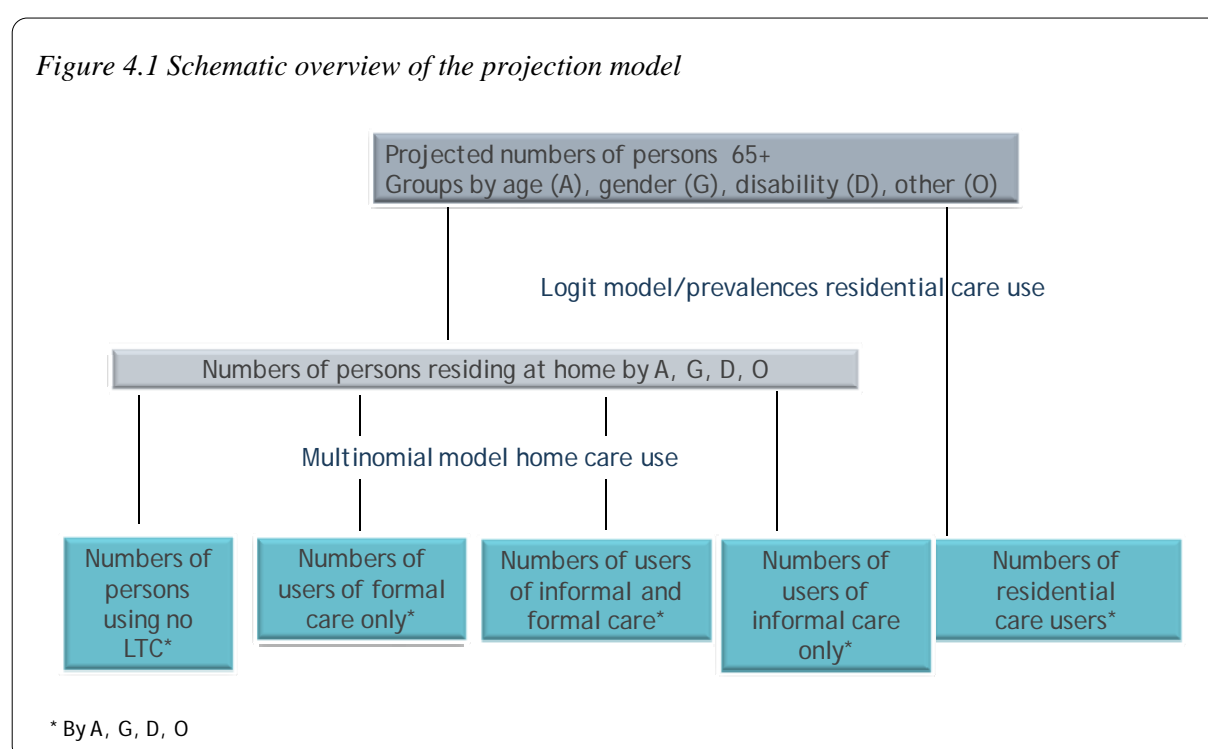 Figure 4.1 Schematic overview of the projection model
Projected numbers of persons 65+
Groups by age (A), gender (G), disability (D), other (O)
Logit model/prevalences residential care use
Numbers of persons residing at home by A, G, D, O
Multinomial model home care use
Numbers of
persons
using no
LTC*
Numbers of
users of formal
care only*
Numbers of users
of informal and
formal care*
Numbers of
users of
informal care
only*
Numbers of
residential
care users*
* By A, G, D, O